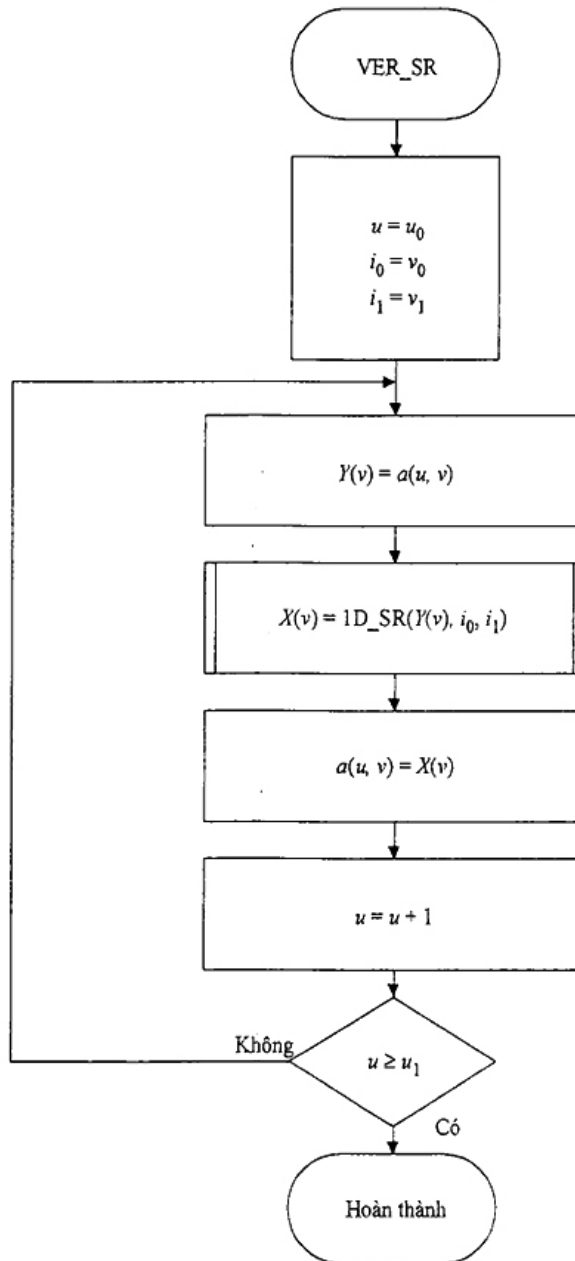 VER_SR
u = u₀
i₀ = v₀
i₁ = v₁
Y(v) = a(u, v)
X(v) = 1D_SR(Y(v), i₀, i₁)
a(u, v) = X(v)
u = u + 1
Không
u ≥ u₁
Có
Hoàn thành